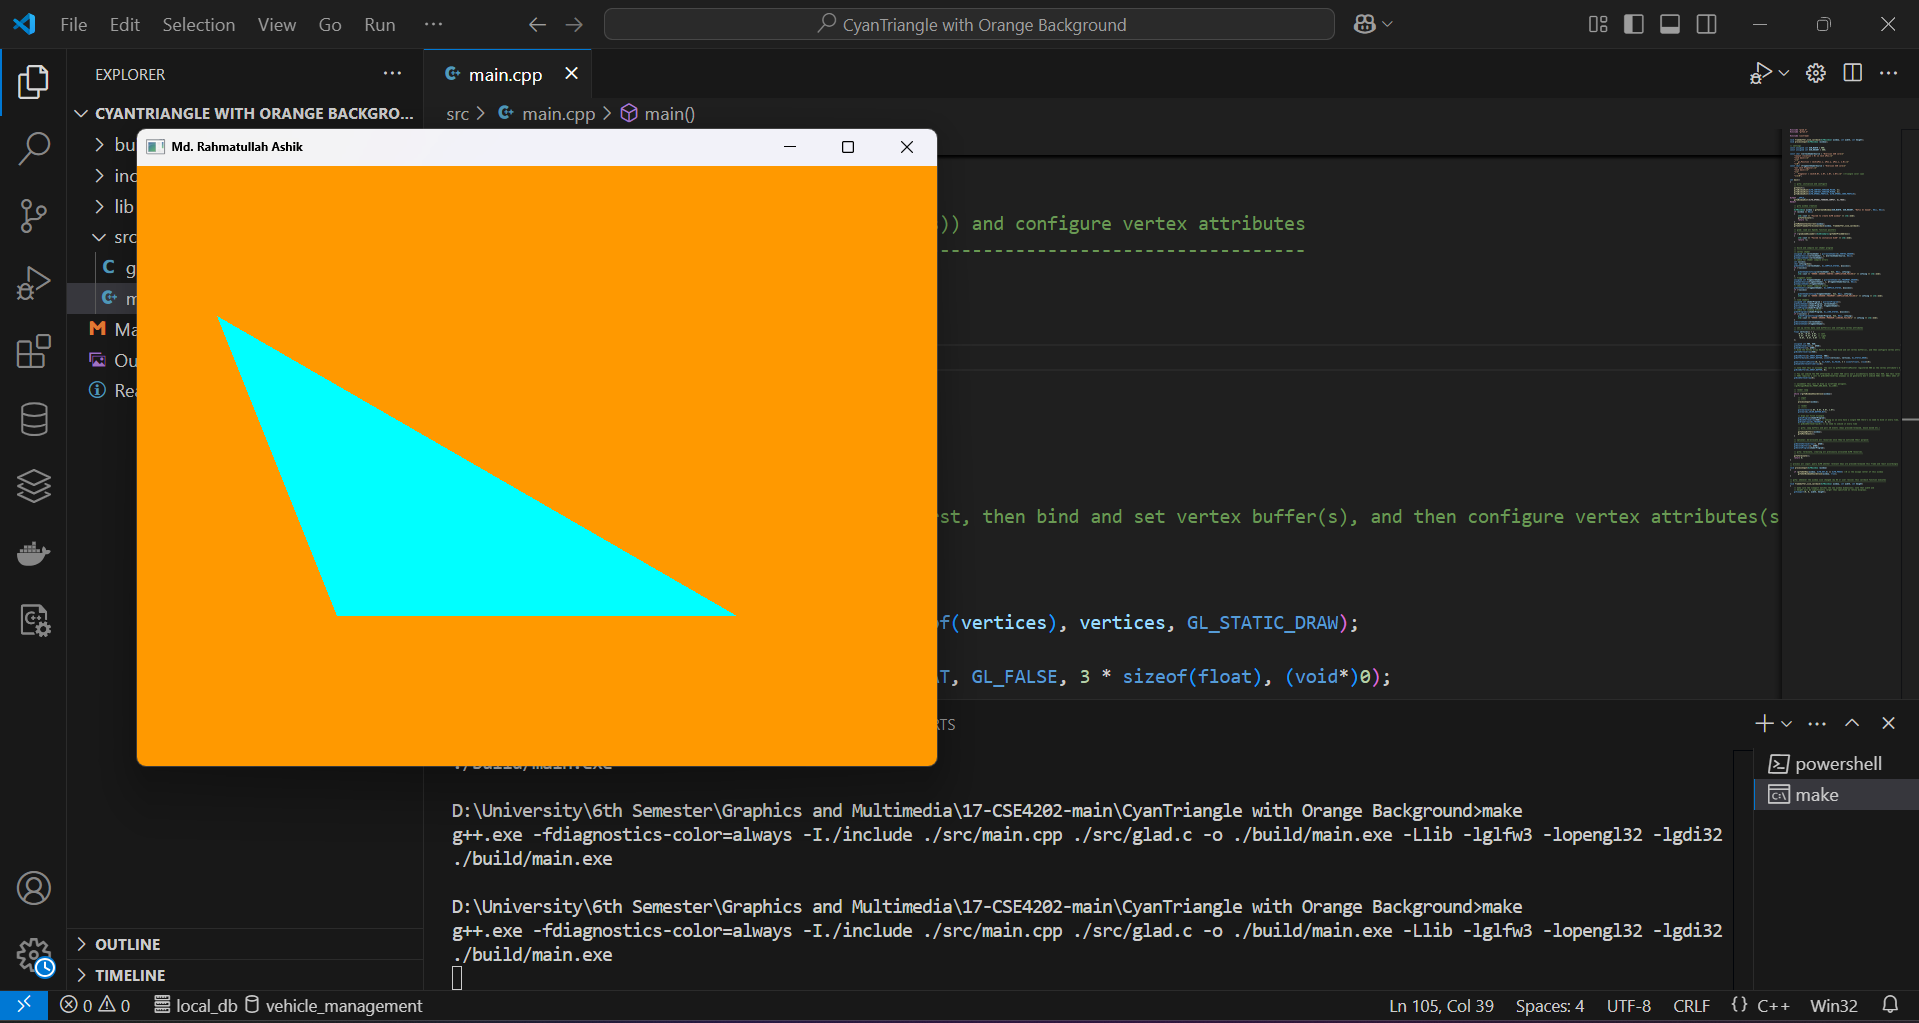 File Edit Selection View Go Run ···
CyanTriangle with Orange Background
EXPLORER
main.cpp
CYANTRIANGLE WITH ORANGE BACKGRO...
src > main.cpp > main()
bu
inc
lib
src
C g
m
M Ma
Ou
Rea
Md. Rahmatullah Ashik
)) and configure vertex attributes
----------------------------------
st, then bind and set vertex buffer(s), and then configure vertex attributes(s
f(vertices), vertices, GL_STATIC_DRAW);
T, GL_FALSE, 3 * sizeof(float), (void*)0);
RTS
powershell
make
./build/main.exe
D:\University\6th Semester\Graphics and Multimedia\17-CSE4202-main\CyanTriangle with Orange Background>make
g++.exe -fdiagnostics-color=always -I./include ./src/main.cpp ./src/glad.c -o ./build/main.exe -Llib -lglfw3 -lopengl32 -lgdi32
./build/main.exe
D:\University\6th Semester\Graphics and Multimedia\17-CSE4202-main\CyanTriangle with Orange Background>make
g++.exe -fdiagnostics-color=always -I./include ./src/main.cpp ./src/glad.c -o ./build/main.exe -Llib -lglfw3 -lopengl32 -lgdi32
./build/main.exe
OUTLINE
TIMELINE
0 0 local_db vehicle_management
Ln 105, Col 39 Spaces: 4 UTF-8 CRLF {} C++ Win32